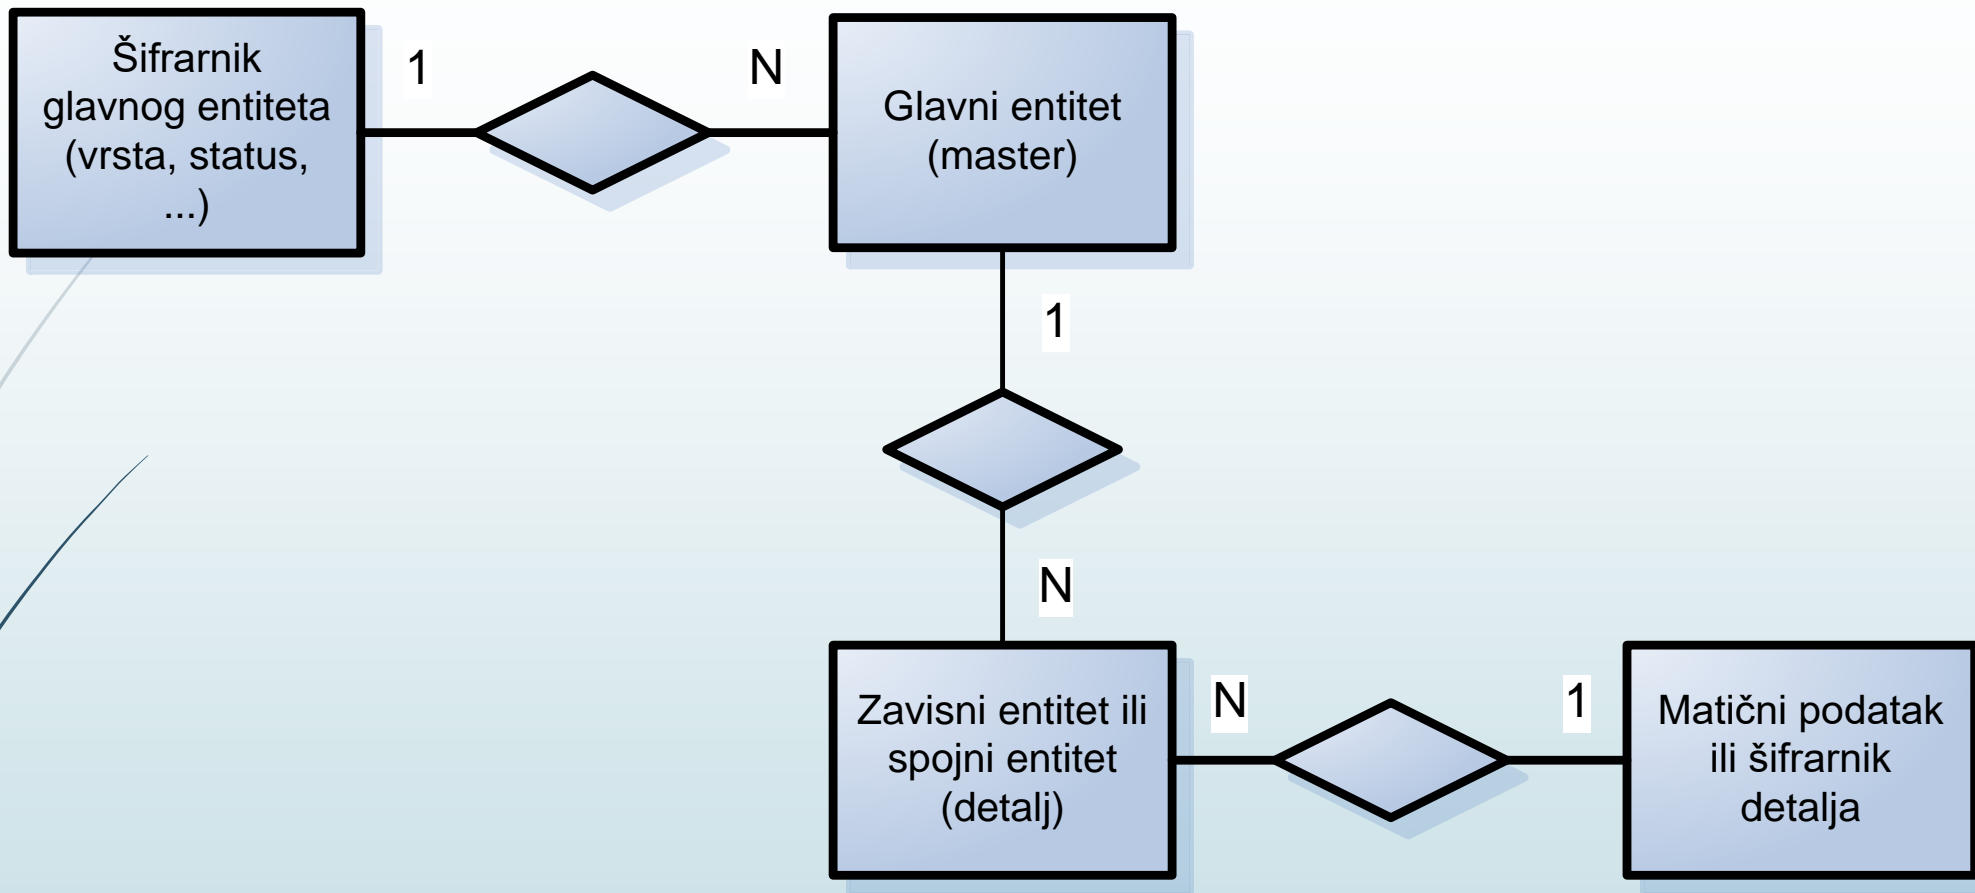 Šifrarnik
glavnog entiteta
(vrsta, status,
...)
1
N
Glavni entitet
(master)
1
N
Zavisni entitet ili
spojni entitet
(detalj)
N
1
Matični podatak
ili šifrarnik
detalja